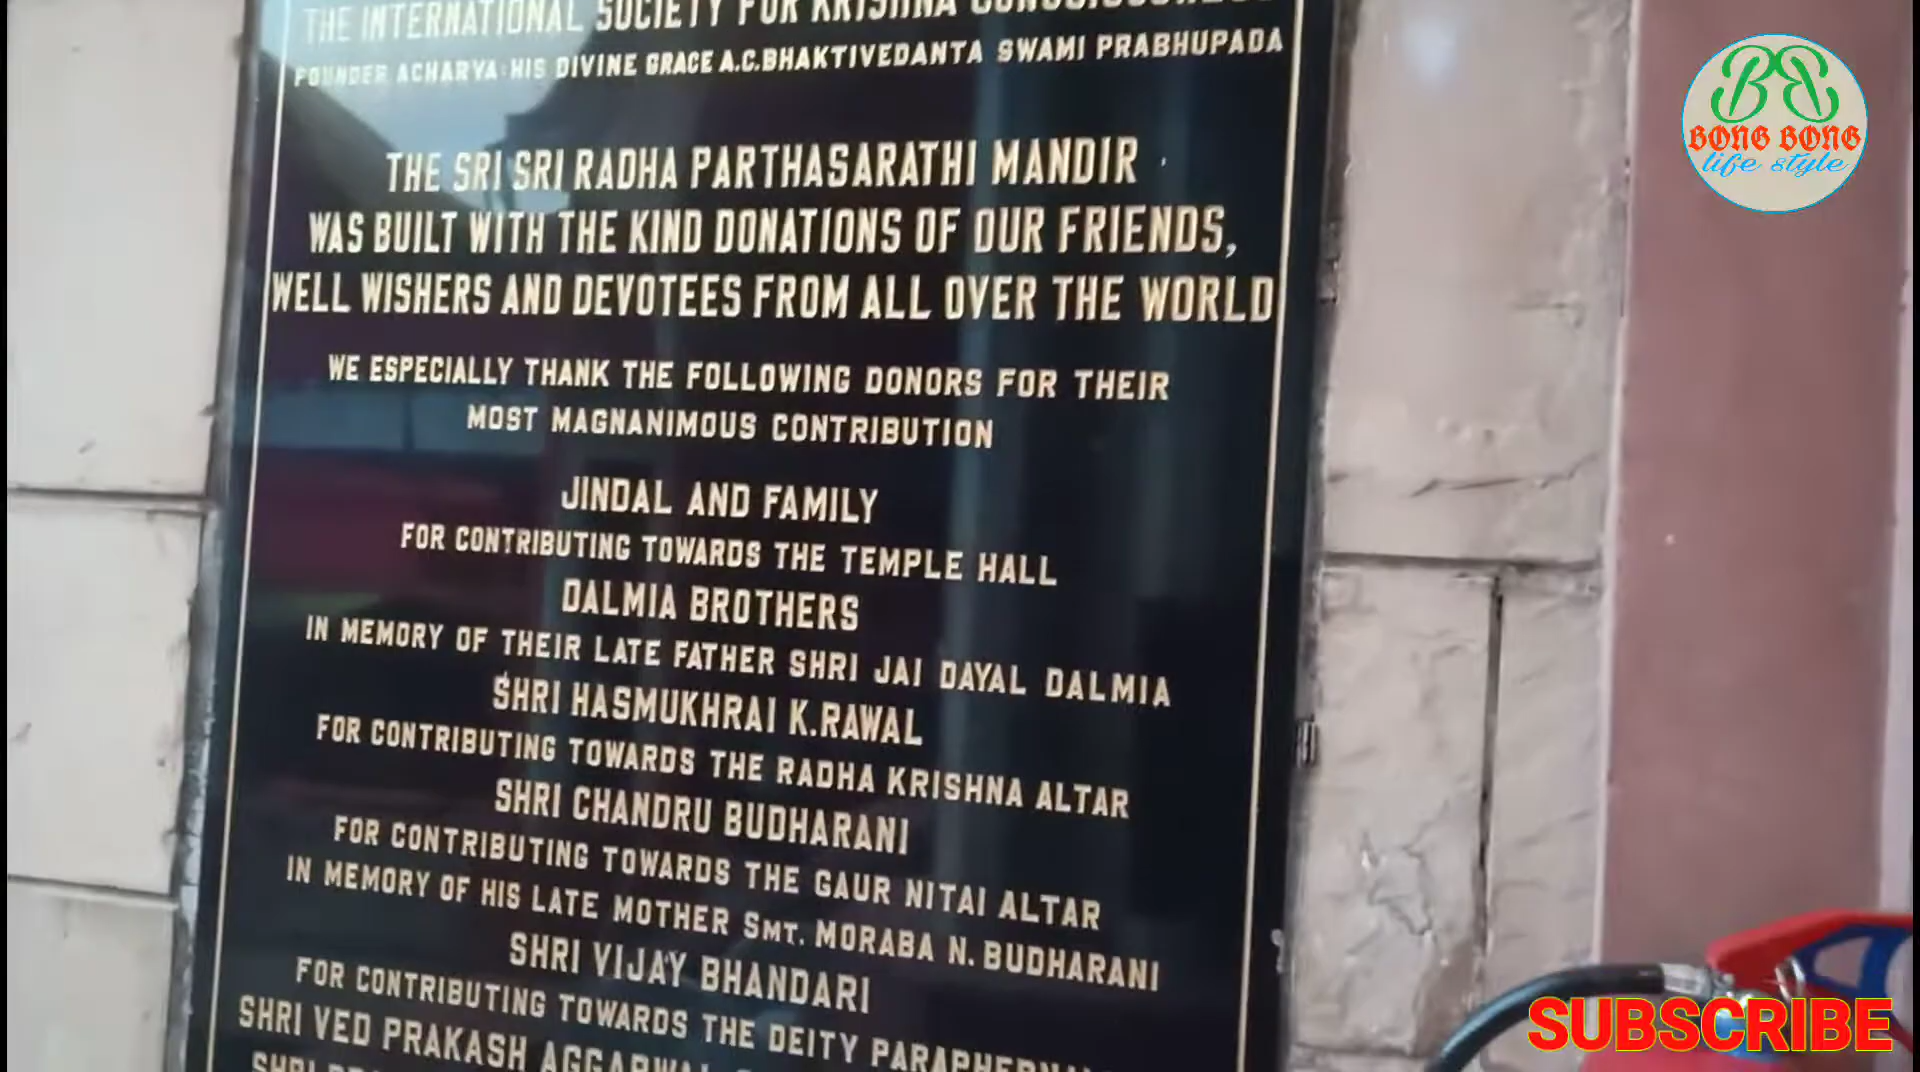 THE INTERNATIONAL SOCIETY FOR KRISHNA CONSCIOUSNESS
FOUNDER ACHARYA HIS DIVINE GRACE A.C.BHAKTIVEDANTA SWAMI PRABHUPADA
THE SRI SRI RADHA PARTHASARATHI MANDIR
WAS BUILT WITH THE KIND DONATIONS OF OUR FRIENDS,
WELL WISHERS AND DEVOTEES FROM ALL OVER THE WORLD
WE ESPECIALLY THANK THE FOLLOWING DONORS FOR THEIR
MOST MAGNANIMOUS CONTRIBUTION
JINDAL AND FAMILY
FOR CONTRIBUTING TOWARDS THE TEMPLE HALL
DALMIA BROTHERS
IN MEMORY OF THEIR LATE FATHER SHRI JAI DAYAL DALMIA
SHRI HASMUKHRAI K.RAWAL
FOR CONTRIBUTING TOWARDS THE RADHA KRISHNA ALTAR
SHRI CHANDRU BUDHARANI
FOR CONTRIBUTING TOWARDS THE GAUR NITAI ALTAR
IN MEMORY OF HIS LATE MOTHER SMT. MORABA N. BUDHARANI
SHRI VIJAY BHANDARI
FOR CONTRIBUTING TOWARDS THE DEITY
SHRI VED PRAKASH AGGARWAL
SHRI
BB
BONG BONG
life style
SUBSCRIBE